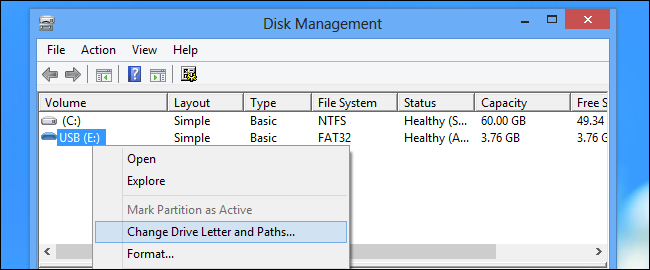 Disk Management
File Action View Help
Volume Layout Type File System Status Capacity Free S
(C:) Simple Basic NTFS Healthy (S... 60.00 GB 49.34
USB (E:) Simple Basic FAT32 Healthy (A... 3.76 GB 3.76 G
Open
Explore
Mark Partition as Active
Change Drive Letter and Paths...
Format...